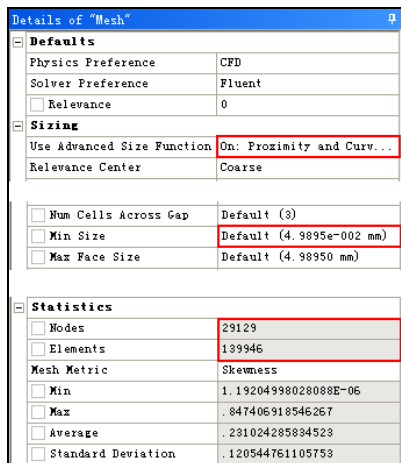 Details of "Mesh"
Defaults
Physics Preference CFD
Solver Preference Fluent
Relevance 0
Sizing
Use Advanced Size Function On: Proximity and Curv...
Relevance Center Coarse
Num Cells Across Gap Default (3)
Min Size Default (4.9895e-002 mm)
Max Face Size Default (4.98950 mm)
Statistics
Nodes 29129
Elements 139946
Mesh Metric Skewness
Min 1.19204998028088E-06
Max .847406918546267
Average .231024285834523
Standard Deviation .120544761105753